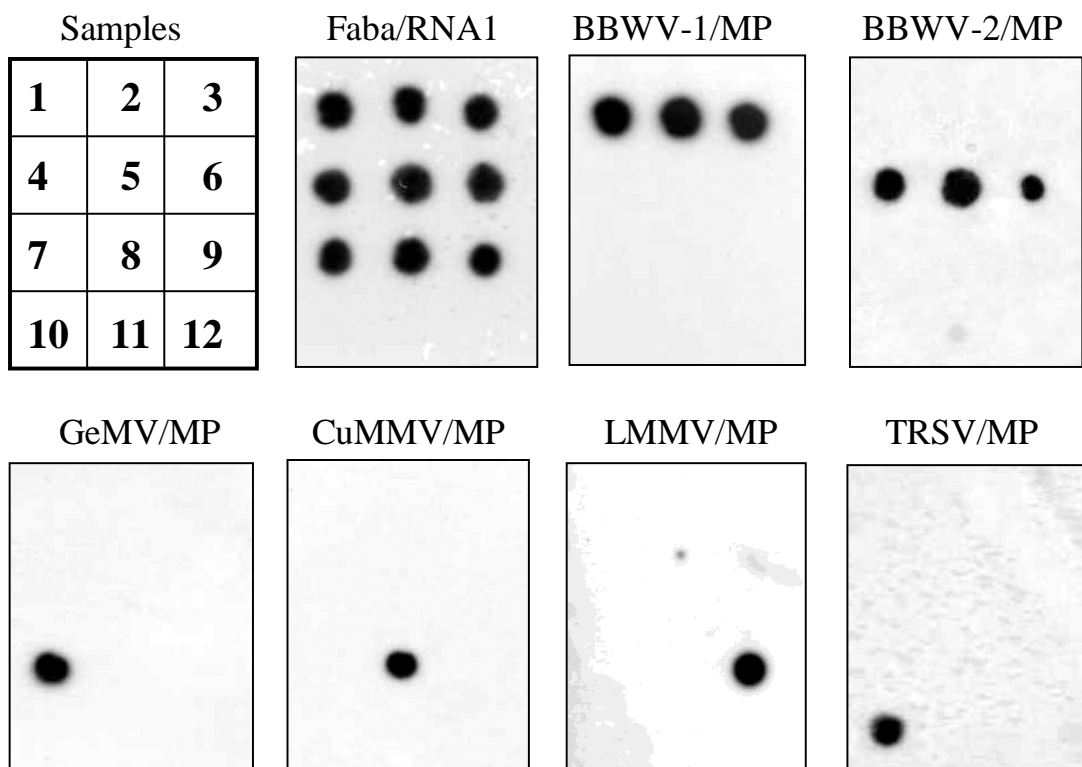 Samples Faba/RNA1 BBWV-1/MP BBWV-2/MP
1 2 3
4 5 6
7 8 9
10 11 12
GeMV/MP CuMMV/MP LMMV/MP TRSV/MP